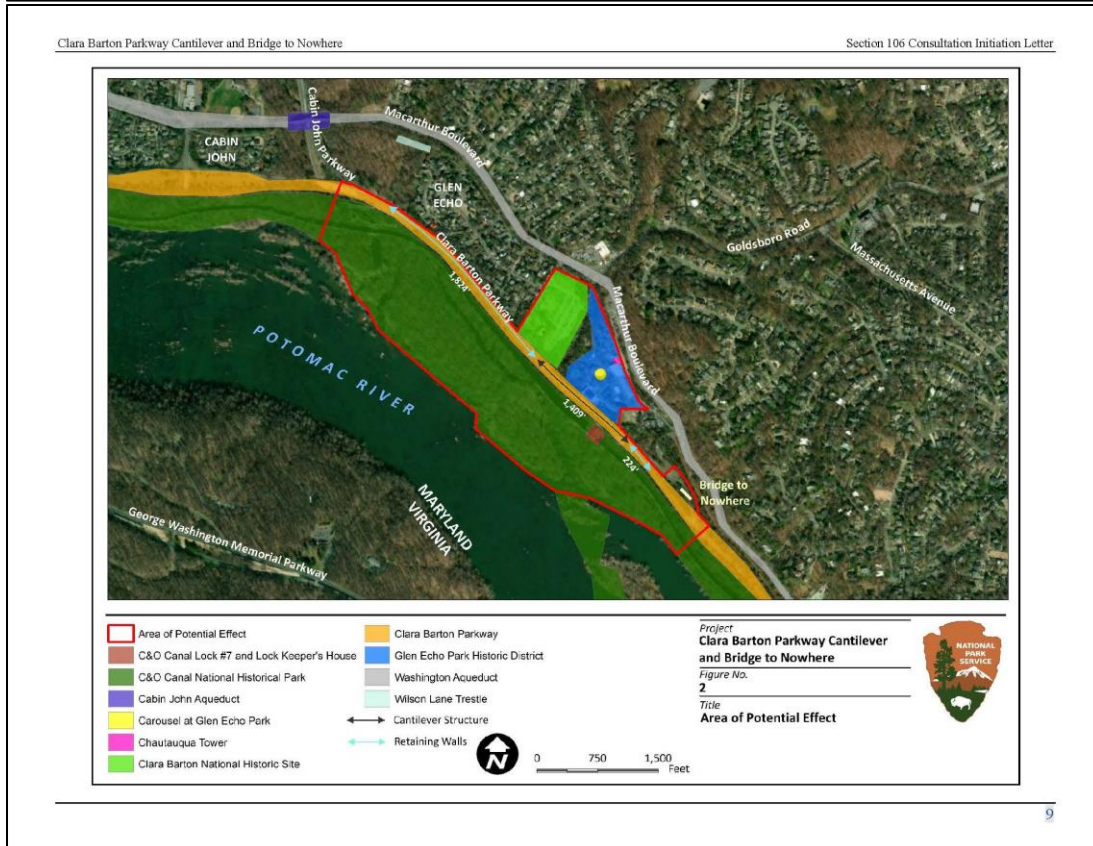 Clara Barton Parkway Cantilever and Bridge to Nowhere
Section 106 Consultation Initiation Letter
Cabin John Parkway
Macarthur Boulevard
CABIN
JOHN
GLEN
ECHO
Goldsboro Road
Massachusetts Avenue
Clara Barton Parkway
1,824'
Macarthur Boulevard
POTOMAC RIVER
1,409'
224'
Bridge to
Nowhere
MARYLAND
VIRGINIA
George Washington Memorial Parkway
Area of Potential Effect
C&O Canal Lock #7 and Lock Keeper's House
C&O Canal National Historical Park
Cabin John Aqueduct
Carousel at Glen Echo Park
Chautauqua Tower
Clara Barton National Historic Site
Clara Barton Parkway
Glen Echo Park Historic District
Washington Aqueduct
Wilson Lane Trestle
Cantilever Structure
Retaining Walls
N
0 750 1,500
Feet
Project
Clara Barton Parkway Cantilever
and Bridge to Nowhere
Figure No.
2
Title
Area of Potential Effect
NATIONAL
PARK
SERVICE
9